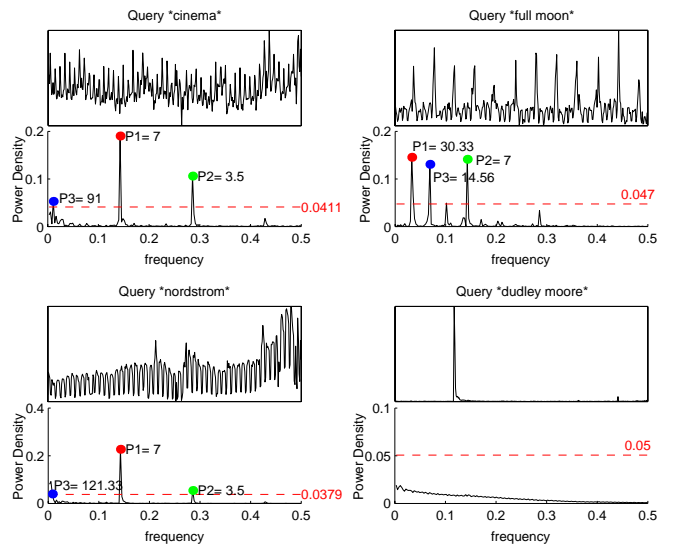 Query *cinema*
0.2
P1= 7
P2= 3.5
0.1
P3= 91
0.0411
0
0 0.1 0.2 0.3 0.4 0.5
Power Density
frequency
Query *full moon*
0.2
P1= 30.33
P2= 7
P3= 14.56
0.1
0.047
0
0 0.1 0.2 0.3 0.4 0.5
Power Density
frequency
Query *nordstrom*
0.4
P1= 7
0.2
P3= 121.33
P2= 3.5
0.0379
0
0 0.1 0.2 0.3 0.4 0.5
Power Density
frequency
Query *dudley moore*
0.1
0.05
0.05
0
0 0.1 0.2 0.3 0.4 0.5
Power Density
frequency